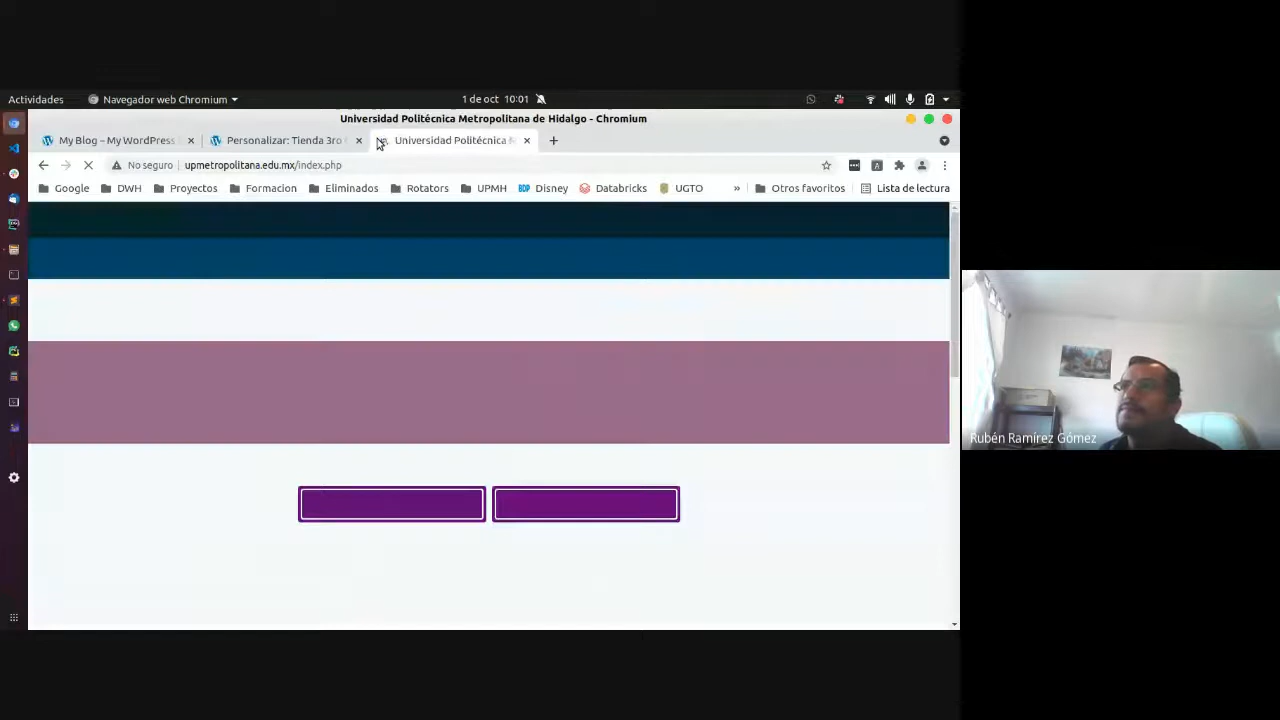 Actividades
Navegador web Chromium
1 de oct 10:01
Universidad Politécnica Metropolitana de Hidalgo - Chromium
My Blog – My WordPress
Personalizar: Tienda 3ro
Universidad Politécnica
No seguro
upmetropolitana.edu.mx/index.php
Google
DWH
Proyectos
Formacion
Eliminados
Rotators
UPMH
BDP Disney
Databricks
UGTO
»
Otros favoritos
Lista de lectura
Rubén Ramírez Gómez